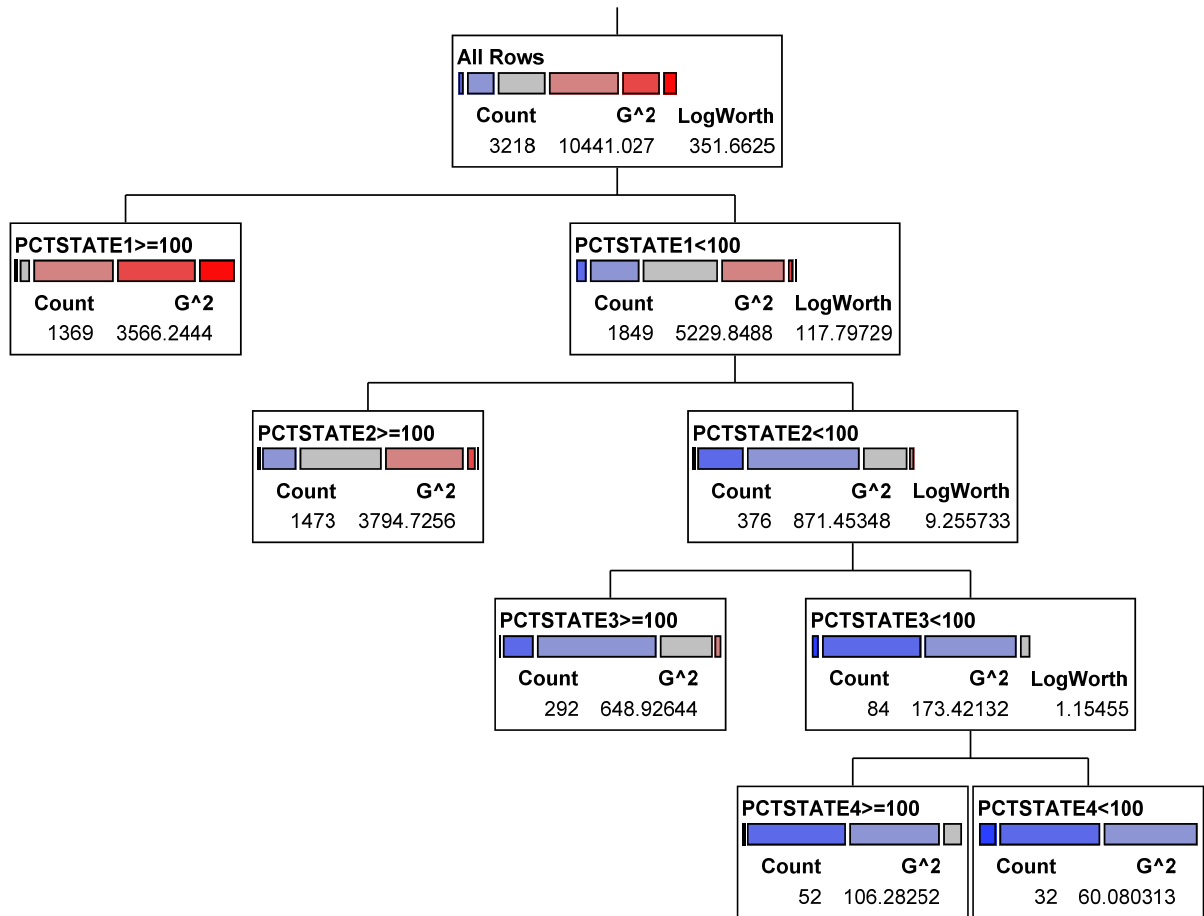 All Rows
Count G^2 LogWorth
3218 10441.027 351.6625
PCTSTATE1>=100
Count G^2
1369 3566.2444
PCTSTATE1<100
Count G^2 LogWorth
1849 5229.8488 117.79729
PCTSTATE2>=100
Count G^2
1473 3794.7256
PCTSTATE2<100
Count G^2 LogWorth
376 871.45348 9.255733
PCTSTATE3>=100
Count G^2
292 648.92644
PCTSTATE3<100
Count G^2 LogWorth
84 173.42132 1.15455
PCTSTATE4>=100
Count G^2
52 106.28252
PCTSTATE4<100
Count G^2
32 60.080313